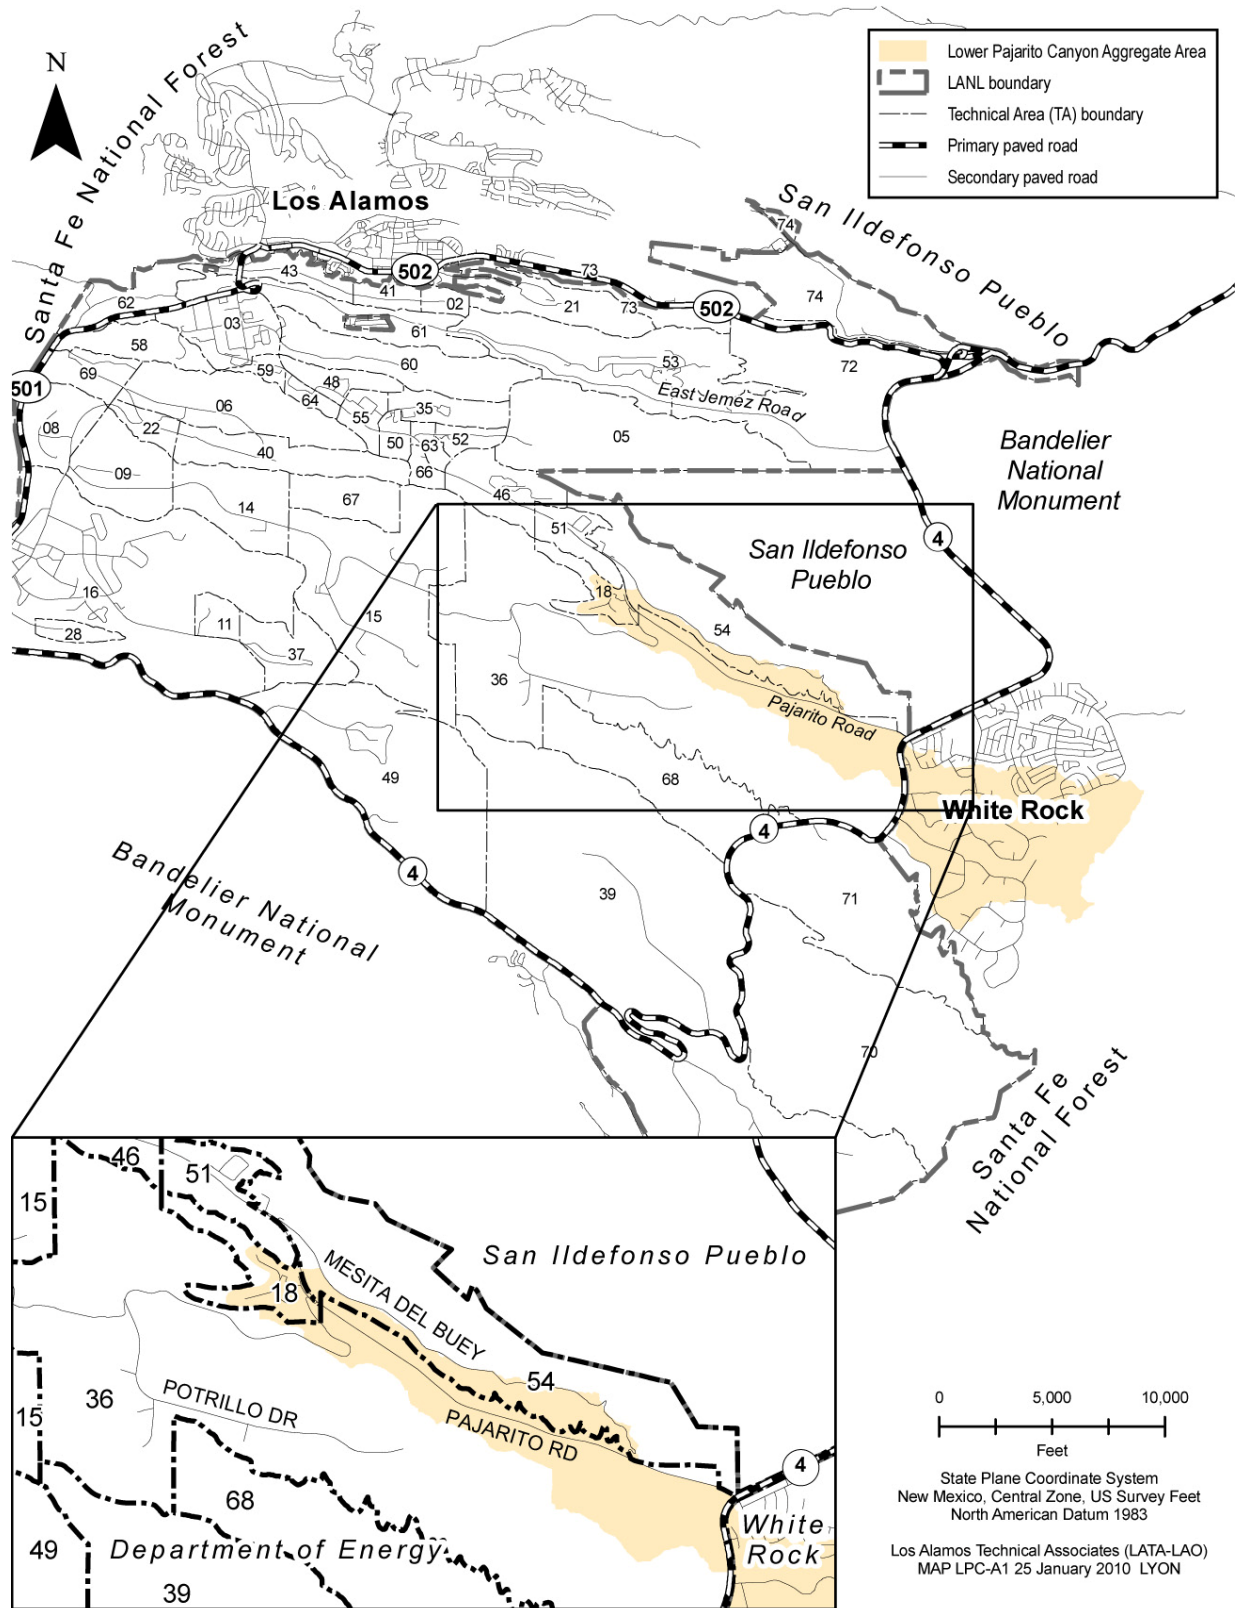 Lower Pajarito Canyon Aggregate Area
LANL boundary
Technical Area (TA) boundary
Primary paved road
Secondary paved road
N
Santa Fe National Forest
Los Alamos
San Ildefonso Pueblo
74
74
43
502
73
41
02
21
73
502
62
03
61
58
60
53
72
501
69
59
48
64
06
35
55
East Jemez Road
08
22
50
63
52
05
40
09
66
46
14
67
51
Bandelier
National
Monument
4
San Ildefonso
Pueblo
16
18
28
11
15
54
37
36
Pajarito Road
49
68
White Rock
4
4
39
71
Bandelier National
Monument
70
Santa Fe
National Forest
46
51
15
San Ildefonso Pueblo
MESITA DEL BUEY
18
54
36
POTRILLO DR
15
PAJARITO RD
4
68
White
Rock
49
Department of Energy
39
0 5,000 10,000
Feet
State Plane Coordinate System
New Mexico, Central Zone, US Survey Feet
North American Datum 1983
Los Alamos Technical Associates (LATA-LAO)
MAP LPC-A1 25 January 2010 LYON